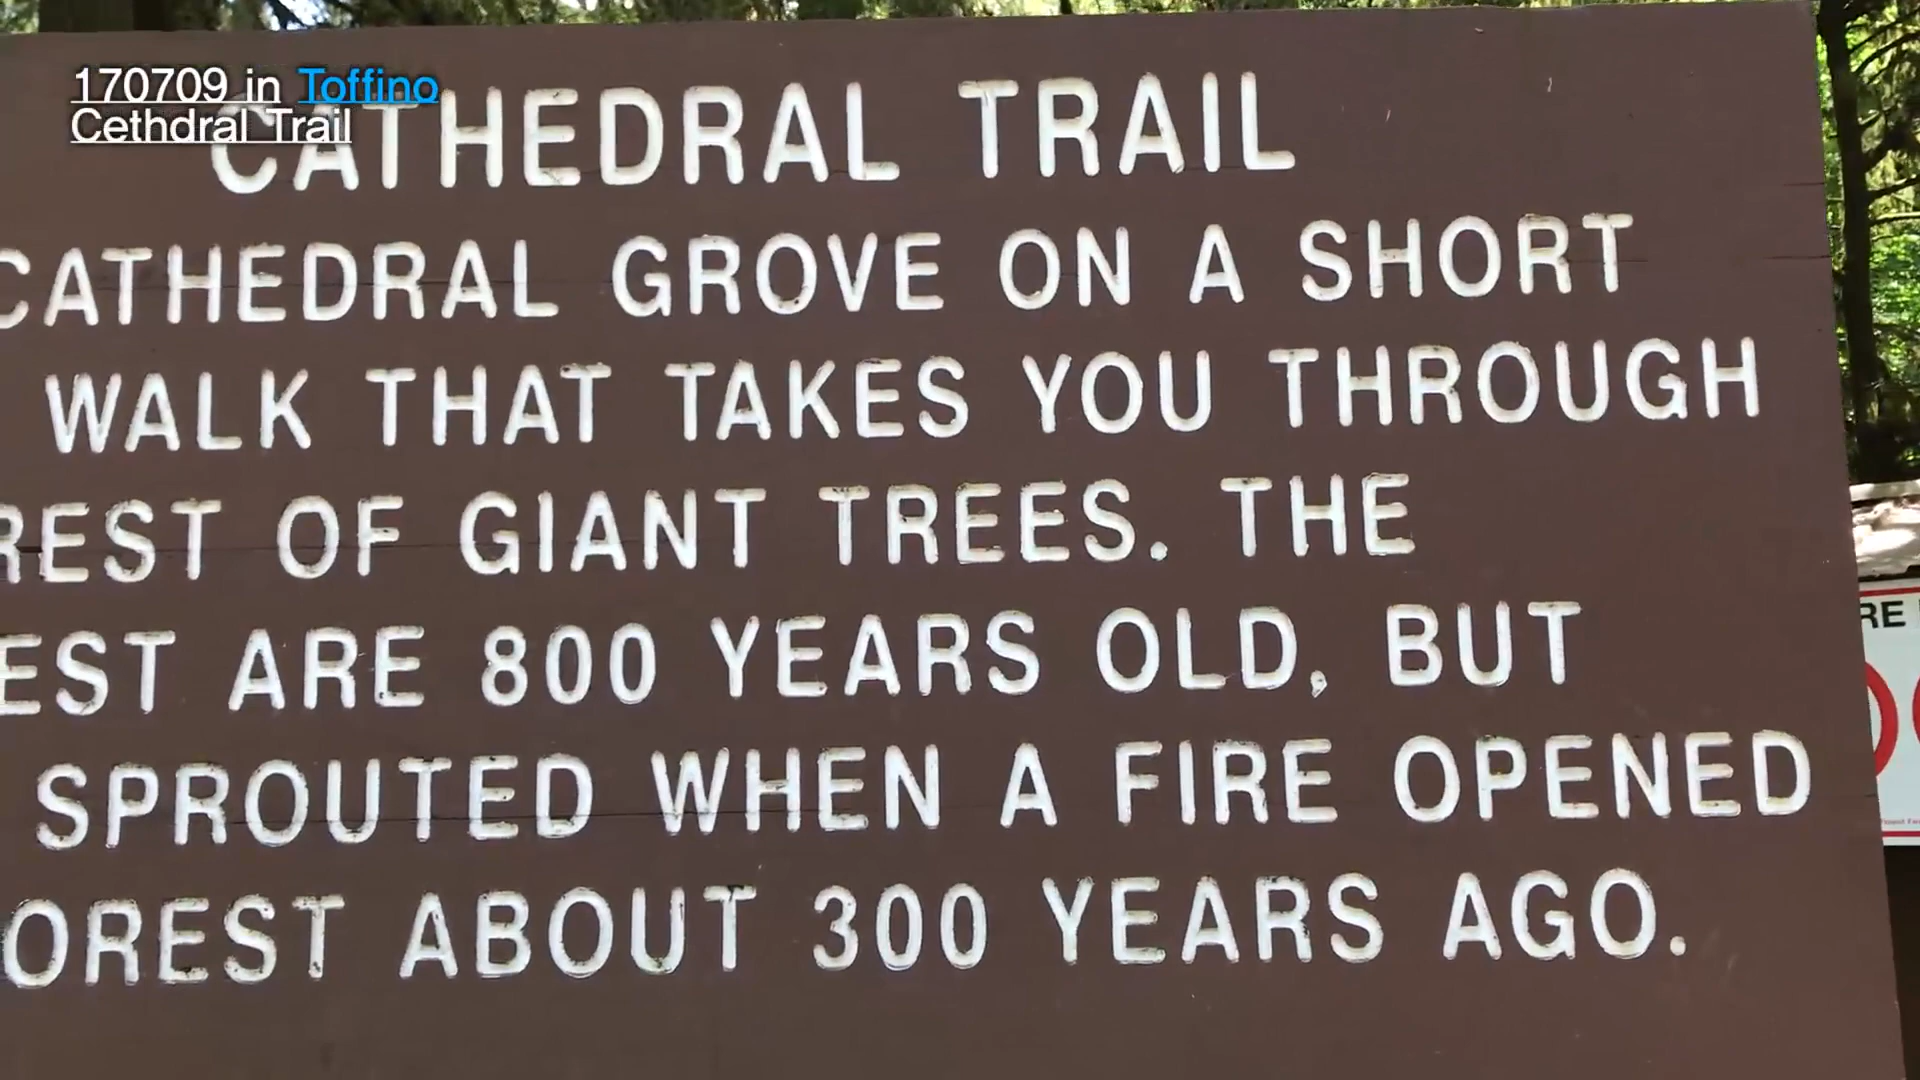 170709 in Toffino
Cethdral Trail
CATHEDRAL TRAIL
CATHEDRAL GROVE ON A SHORT
WALK THAT TAKES YOU THROUGH
REST OF GIANT TREES. THE
EST ARE 800 YEARS OLD, BUT
SPROUTED WHEN A FIRE OPENED
OREST ABOUT 300 YEARS AGO.
RE